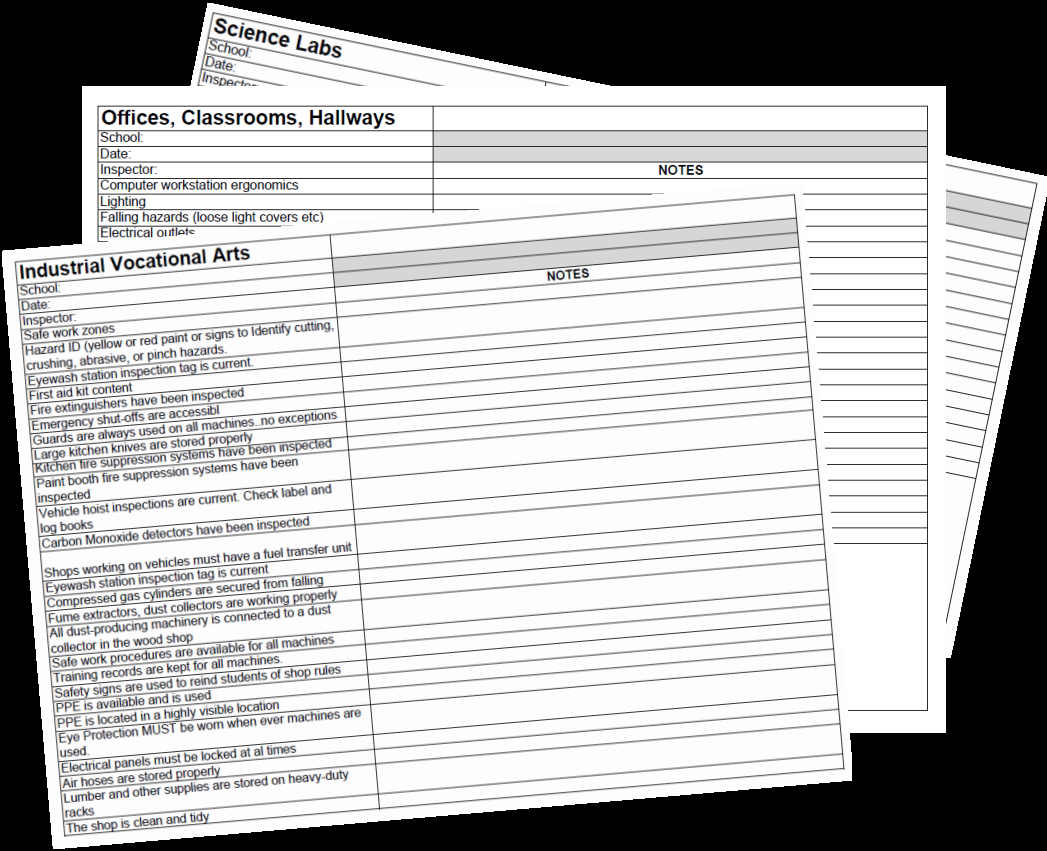 Science Labs
School:
Date:
Offices, Classrooms, Hallways
School:
Date:
Inspector:
NOTES
Computer workstation ergonomics
Lighting
Falling hazards (loose light covers etc)
Electrical outlets
Industrial Vocational Arts
School:
Date:
Inspector:
NOTES
Safe work zones
Hazard ID (yellow or red paint or signs to Identify cutting,
crushing, abrasive, or pinch hazards.
Eyewash station inspection tag is current.
First aid kit content
Fire extinguishers have been inspected
Emergency shut-offs are accessibl
Guards are always used on all machines..no exceptions
Large kitchen knives are stored properly
Kitchen fire suppression systems have been inspected
Paint booth fire suppression systems have been
inspected
Vehicle hoist inspections are current. Check label and
log books
Carbon Monoxide detectors have been inspected
Shops working on vehicles must have a fuel transfer unit
Eyewash station inspection tag is current
Compressed gas cylinders are secured from falling
Fume extractors, dust collectors are working properly
All dust-producing machinery is connected to a dust
collector in the wood shop
Safe work procedures are available for all machines
Training records are kept for all machines.
Safety signs are used to reind students of shop rules
PPE is available and is used
PPE is located in a highly visible location
Eye Protection MUST be worn when ever machines are
used.
Electrical panels must be locked at al times
Air hoses are stored properly
Lumber and other supplies are stored on heavy-duty
racks
The shop is clean and tidy